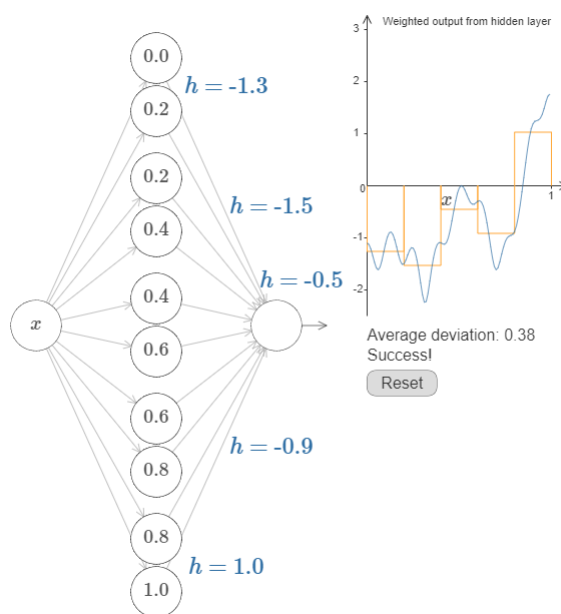 0.0
h = -1.3
0.2
0.2
h = -1.5
0.4
h = -0.5
0.4
x
0.6
0.6
h = -0.9
0.8
0.8
h = 1.0
1.0
Weighted output from hidden layer
3
2
1
0
x
1
-1
-2
Average deviation: 0.38
Success!
Reset